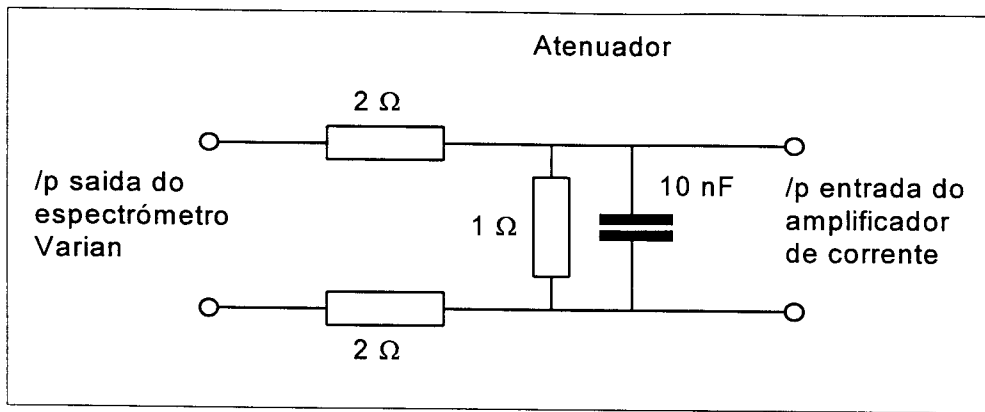 Atenuador
2 Ω
/p saida do
espectrómetro
Varian
1 Ω
10 nF
/p entrada do
amplificador
de corrente
2 Ω